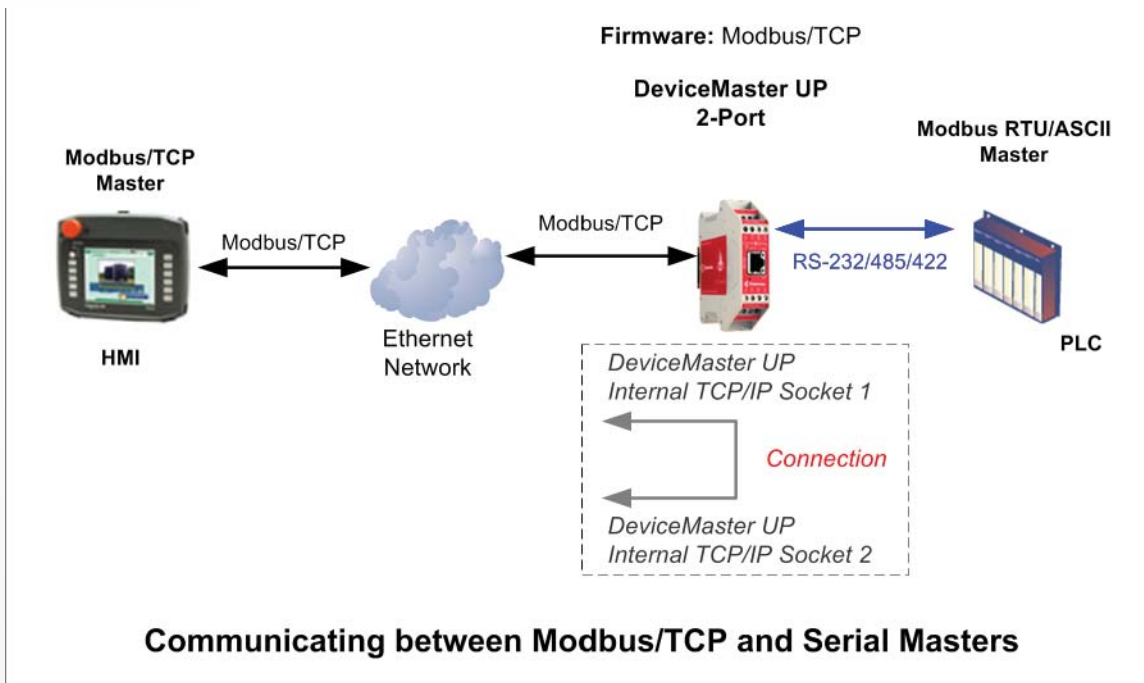 Firmware: Modbus/TCP
DeviceMaster UP
2-Port
Modbus RTU/ASCII
Master
Modbus/TCP
Master
Modbus/TCP
Modbus/TCP
RS-232/485/422
HMI
Ethernet
Network
PLC
DeviceMaster UP
Internal TCP/IP Socket 1
Connection
DeviceMaster UP
Internal TCP/IP Socket 2
Communicating between Modbus/TCP and Serial Masters